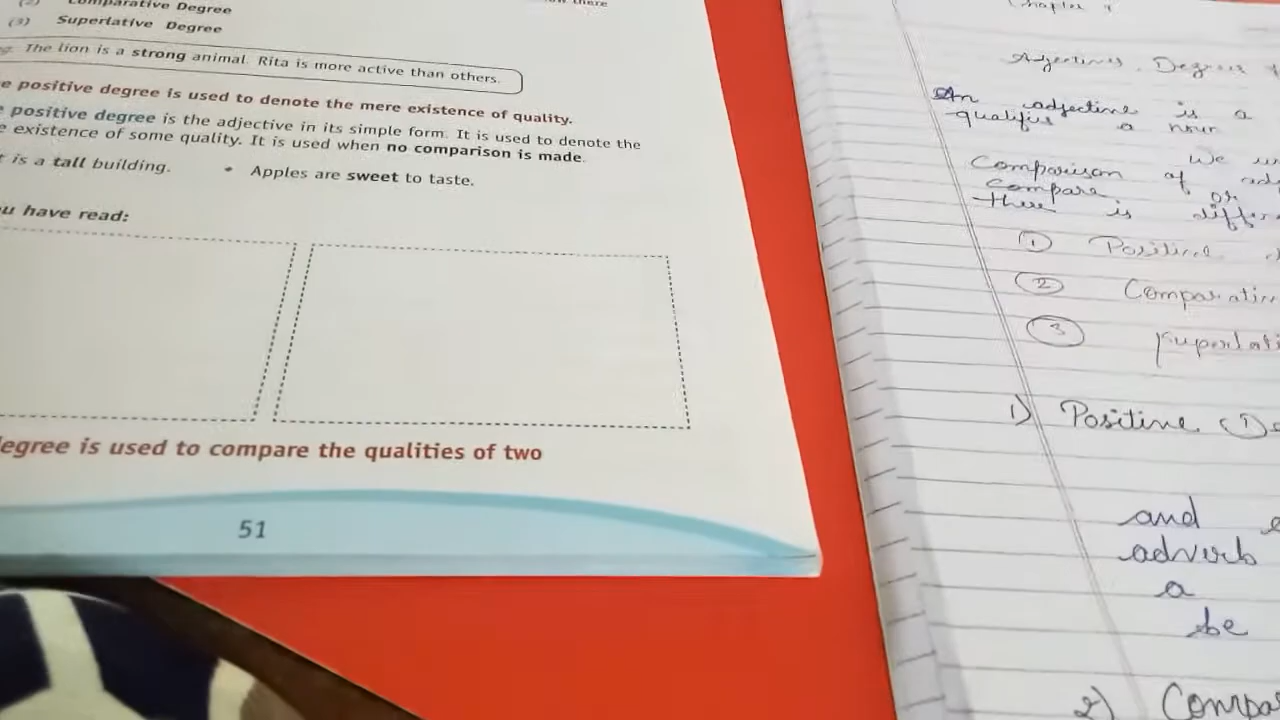 Comparative Degree
(3) Superlative Degree
The lion is a strong animal. Rita is more active than others.
positive degree is used to denote the mere existence of quality.
positive degree is the adjective in its simple form. It is used to denote the
existence of some quality. It is used when no comparison is made.
is a tall building. • Apples are sweet to taste.
have read:
is used to compare the qualities of two
51
An adjective is a
qualifies a noun
We
Comparison of
compare or
there is
① Positive
②
③
1) Positive
and
adverb
a
be
2)